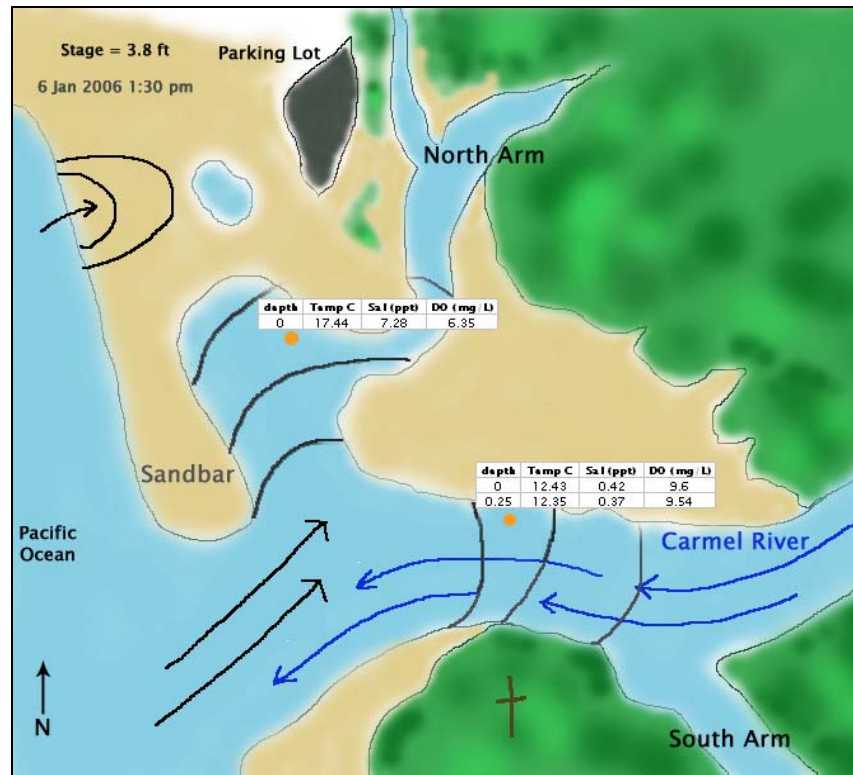 Stage = 3.8 ft
Parking Lot
6 Jan 2006 1:30 pm
North Arm
depth Temp C Sal (ppt) DO (mg/L)
0 17.44 7.28 6.35
Sandbar
depth Temp C Sal (ppt) DO (mg/L)
0 12.43 0.42 9.6
0.25 12.35 0.37 9.54
Pacific
Ocean
Carmel River
N
South Arm